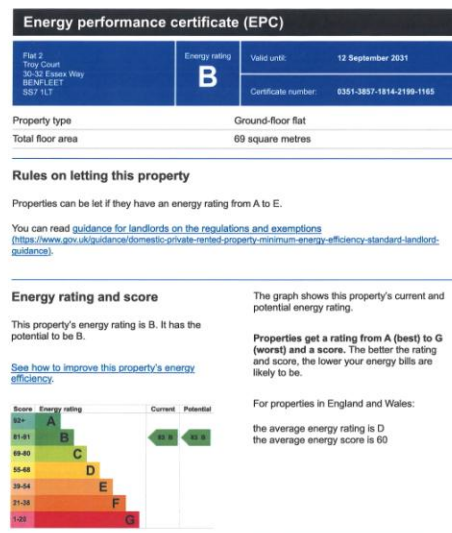 Energy performance certificate (EPC)
Flat 2
Troy Court
30-32 Essex Way
BENFLEET
SS7 1LT
Energy rating
B
Valid until: 12 September 2031
Certificate number: 0351-3857-1814-2199-1165
Property type Ground-floor flat
Total floor area 69 square metres
Rules on letting this property
Properties can be let if they have an energy rating from A to E.
You can read guidance for landlords on the regulations and exemptions
(https://www.gov.uk/guidance/domestic-private-rented-property-minimum-energy-efficiency-standard-landlord-
guidance).
Energy rating and score
This property's energy rating is B. It has the
potential to be B.
See how to improve this property's energy
efficiency.
Score Energy rating Current Potential
92+ A
81-91 B
69-80 C
55-68 D
39-54 E
21-38 F
1-20 G
The graph shows this property's current and
potential energy rating.
Properties get a rating from A (best) to G
(worst) and a score. The better the rating
and score, the lower your energy bills are
likely to be.
For properties in England and Wales:
the average energy rating is D
the average energy score is 60